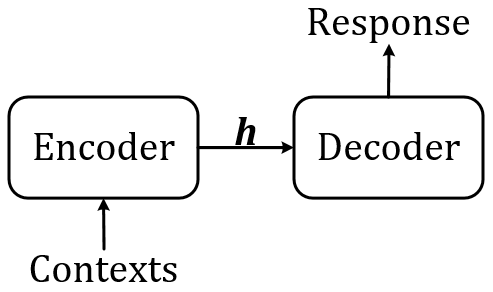 Response
Encoder
h
Decoder
Contexts